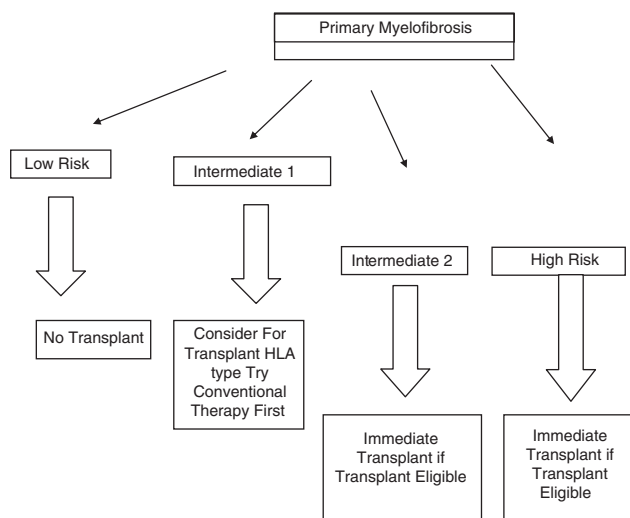 Primary Myelofibrosis
Low Risk
Intermediate 1
Intermediate 2
High Risk
No Transplant
Consider For
Transplant HLA
type Try
Conventional
Therapy First
Immediate
Transplant if
Transplant Eligible
Immediate
Transplant if
Transplant
Eligible